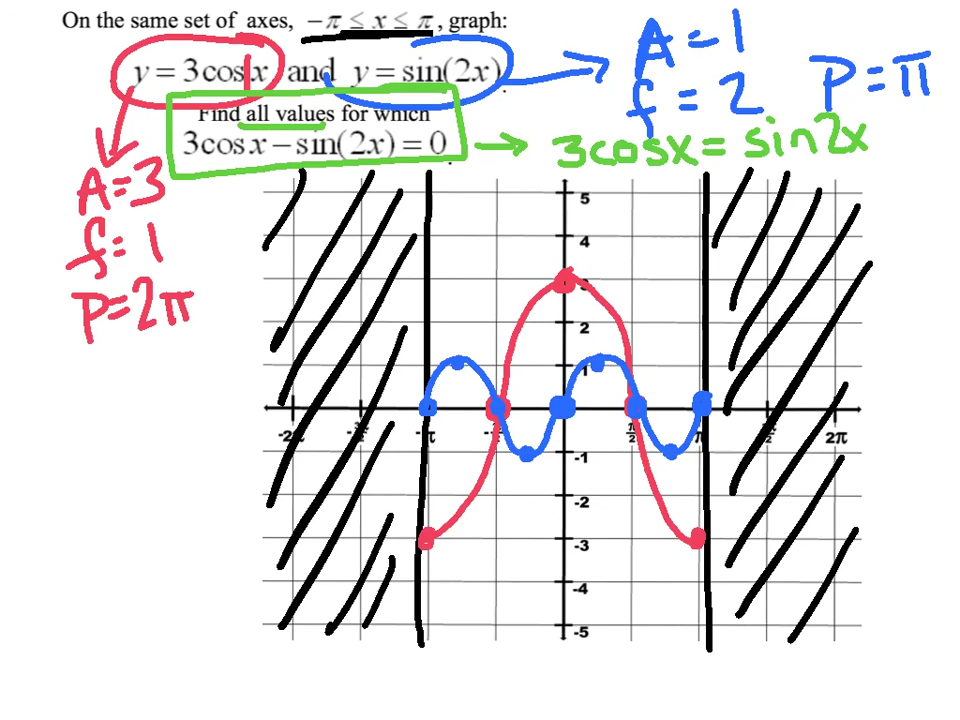 On the same set of axes, −π ≤ x ≤ π, graph:
y = 3cos x and y = sin(2x).
Find all values for which
3cos x − sin(2x) = 0.
→ 3cosx = sin2x
A=1
f=2
P=π
A=3
f=1
P=2π
5
4
3
2
1
-2π
-π
π/2
π
2π
-1
-2
-3
-4
-5